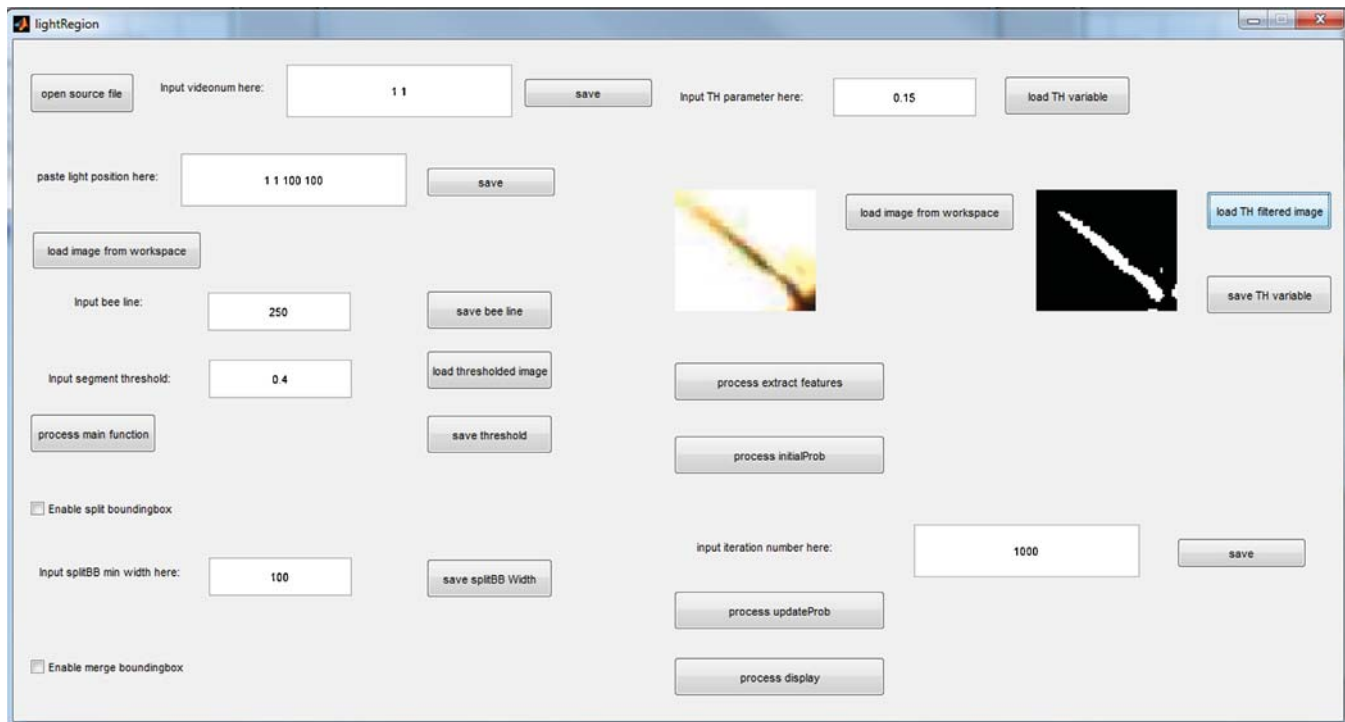 lightRegion
open source file
Input videonum here:
1 1
save
Input TH parameter here:
0.15
load TH variable
paste light position here:
1 1 100 100
save
load image from workspace
load TH filtered image
load image from workspace
save TH variable
Input bee line:
250
save bee line
Input segment threshold:
0.4
load thresholded image
process extract features
process main function
save threshold
process initialProb
Enable split boundingbox
input iteration number here:
1000
save
Input splitBB min width here:
100
save splitBB Width
process updateProb
Enable merge boundingbox
process display